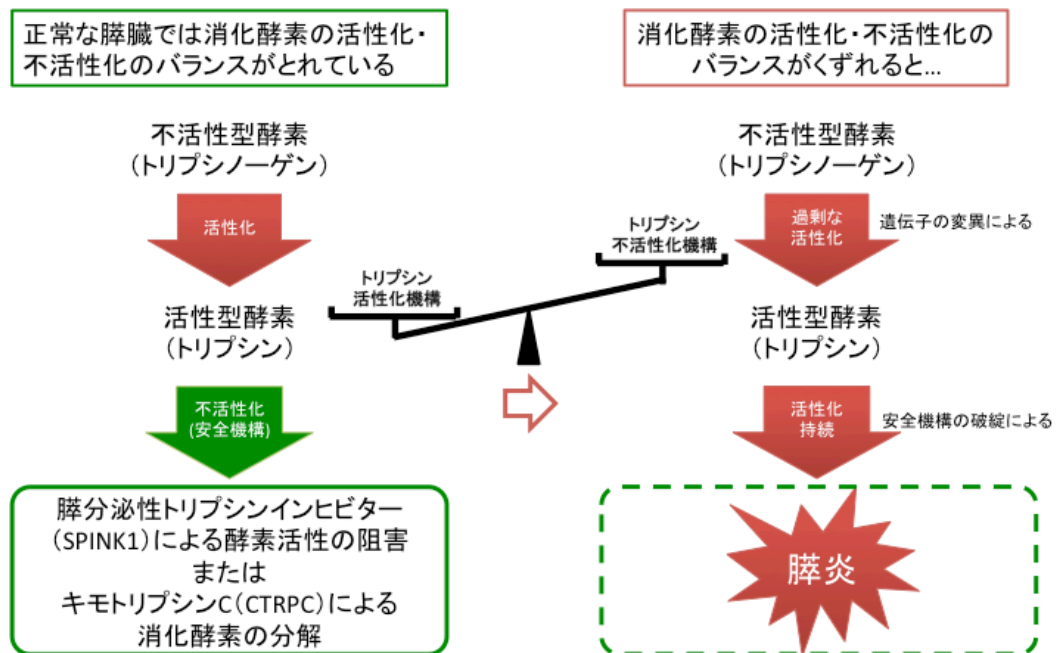 正常な膵臓では消化酵素の活性化・
不活性化のバランスがとれている
不活性型酵素
(トリプシノーゲン)
活性化
活性型酵素
(トリプシン)
不活性化
(安全機構)
膵分泌性トリプシンインヒビター
(SPINK1)による酵素活性の阻害
または
キモトリプシンC(CTRPC)による
消化酵素の分解
トリプシン
活性化機構
トリプシン
不活性化機構
消化酵素の活性化・不活性化の
バランスがくずれると…
不活性型酵素
(トリプシノーゲン)
過剰な
活性化
遺伝子の変異による
活性型酵素
(トリプシン)
活性化
持続
安全機構の破綻による
膵炎